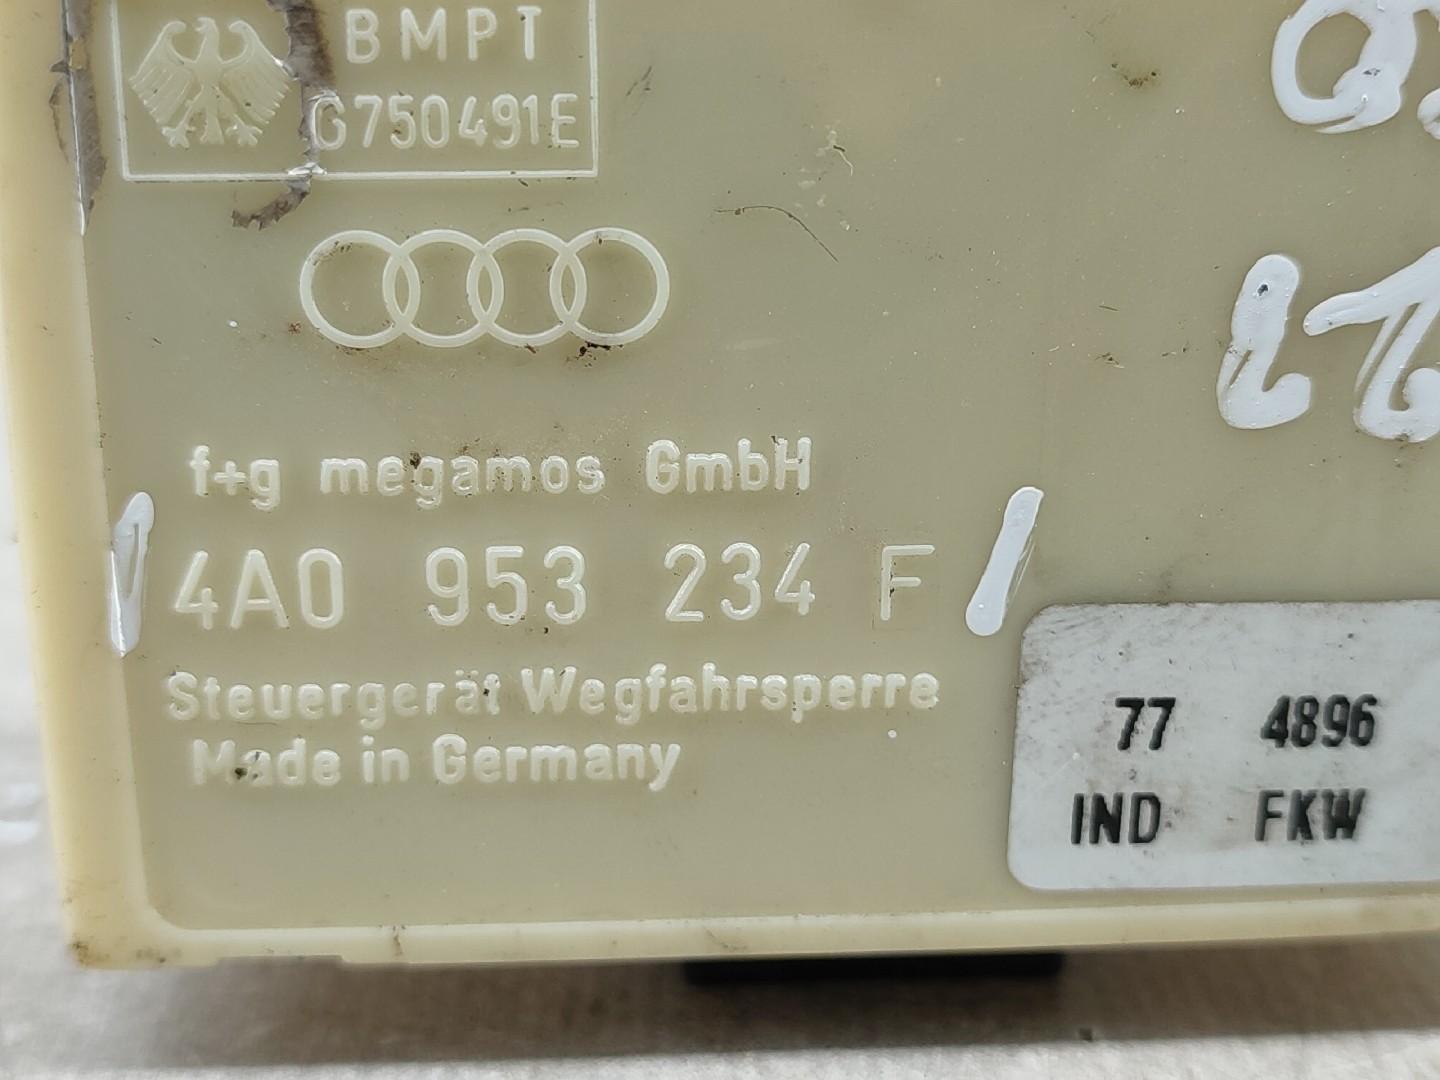 BMPT
G750491E
f+g megamos GmbH
4A0 953 234 F
Steuergerät Wegfahrsperre
Made in Germany
77 4896
IND FKW